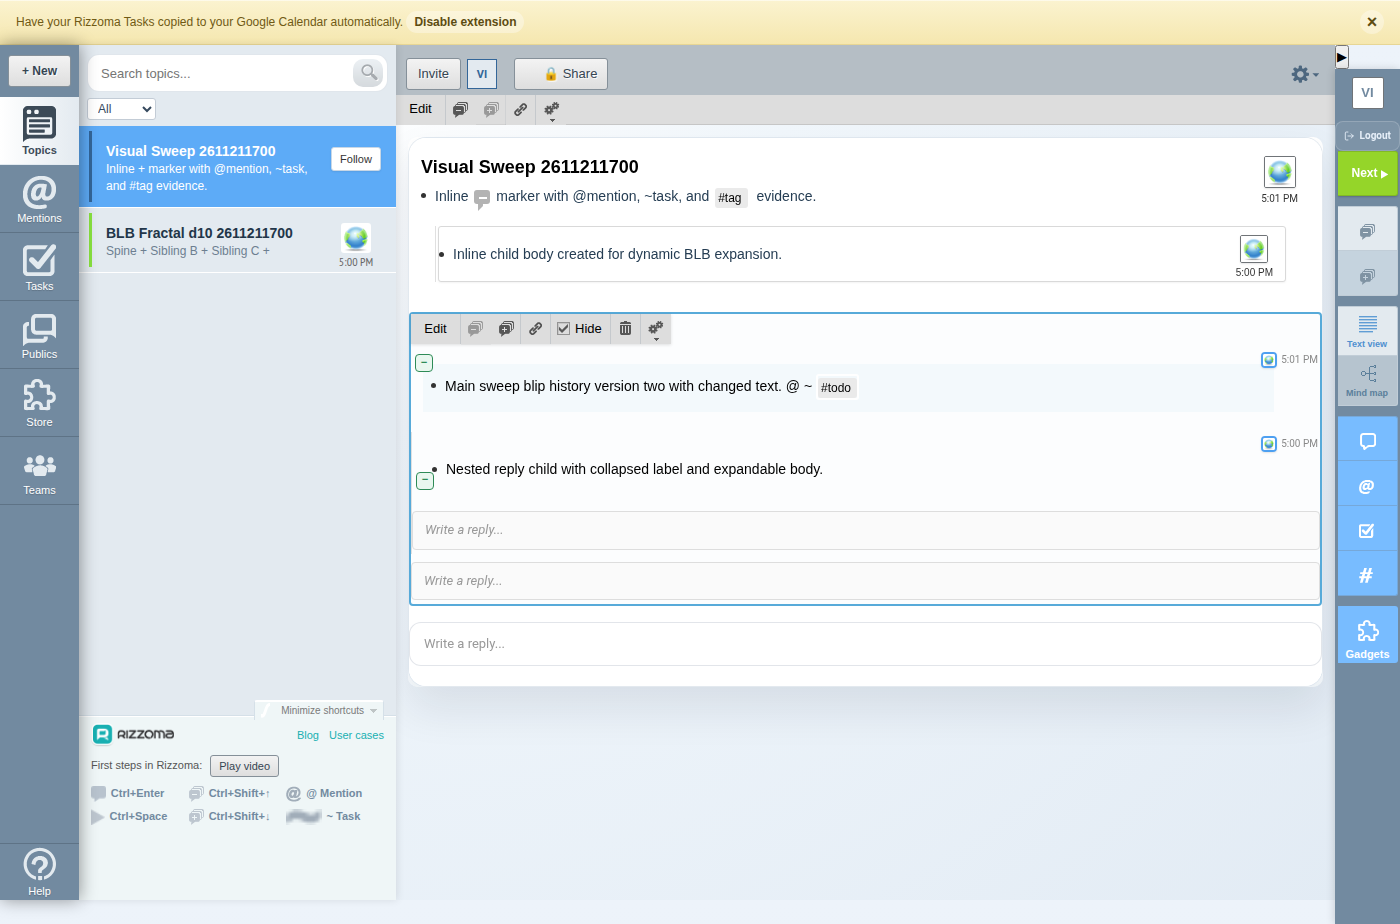 Have your Rizzoma Tasks copied to your Google Calendar automatically. Disable extension ✕
+ New
Topics
Mentions
Tasks
Publics
Store
Teams
Help
Search topics...
All
Visual Sweep 2611211700
Inline + marker with @mention, ~task, and #tag evidence.
Follow
BLB Fractal d10 2611211700
Spine + Sibling B + Sibling C +
5:00 PM
Minimize shortcuts
RIZZOMA
Blog User cases
First steps in Rizzoma: Play video
Ctrl+Enter Ctrl+Shift+↑ @ Mention
Ctrl+Space Ctrl+Shift+↓ ~ Task
Invite VI Share
Edit
Visual Sweep 2611211700
• Inline marker with @mention, ~task, and #tag evidence.
5:01 PM
• Inline child body created for dynamic BLB expansion.
5:00 PM
Edit Hide
5:01 PM
• Main sweep blip history version two with changed text. @ ~ #todo
5:00 PM
• Nested reply child with collapsed label and expandable body.
Write a reply...
Write a reply...
Write a reply...
VI
Logout
Next ▶
Text view
Mind map
@
#
Gadgets